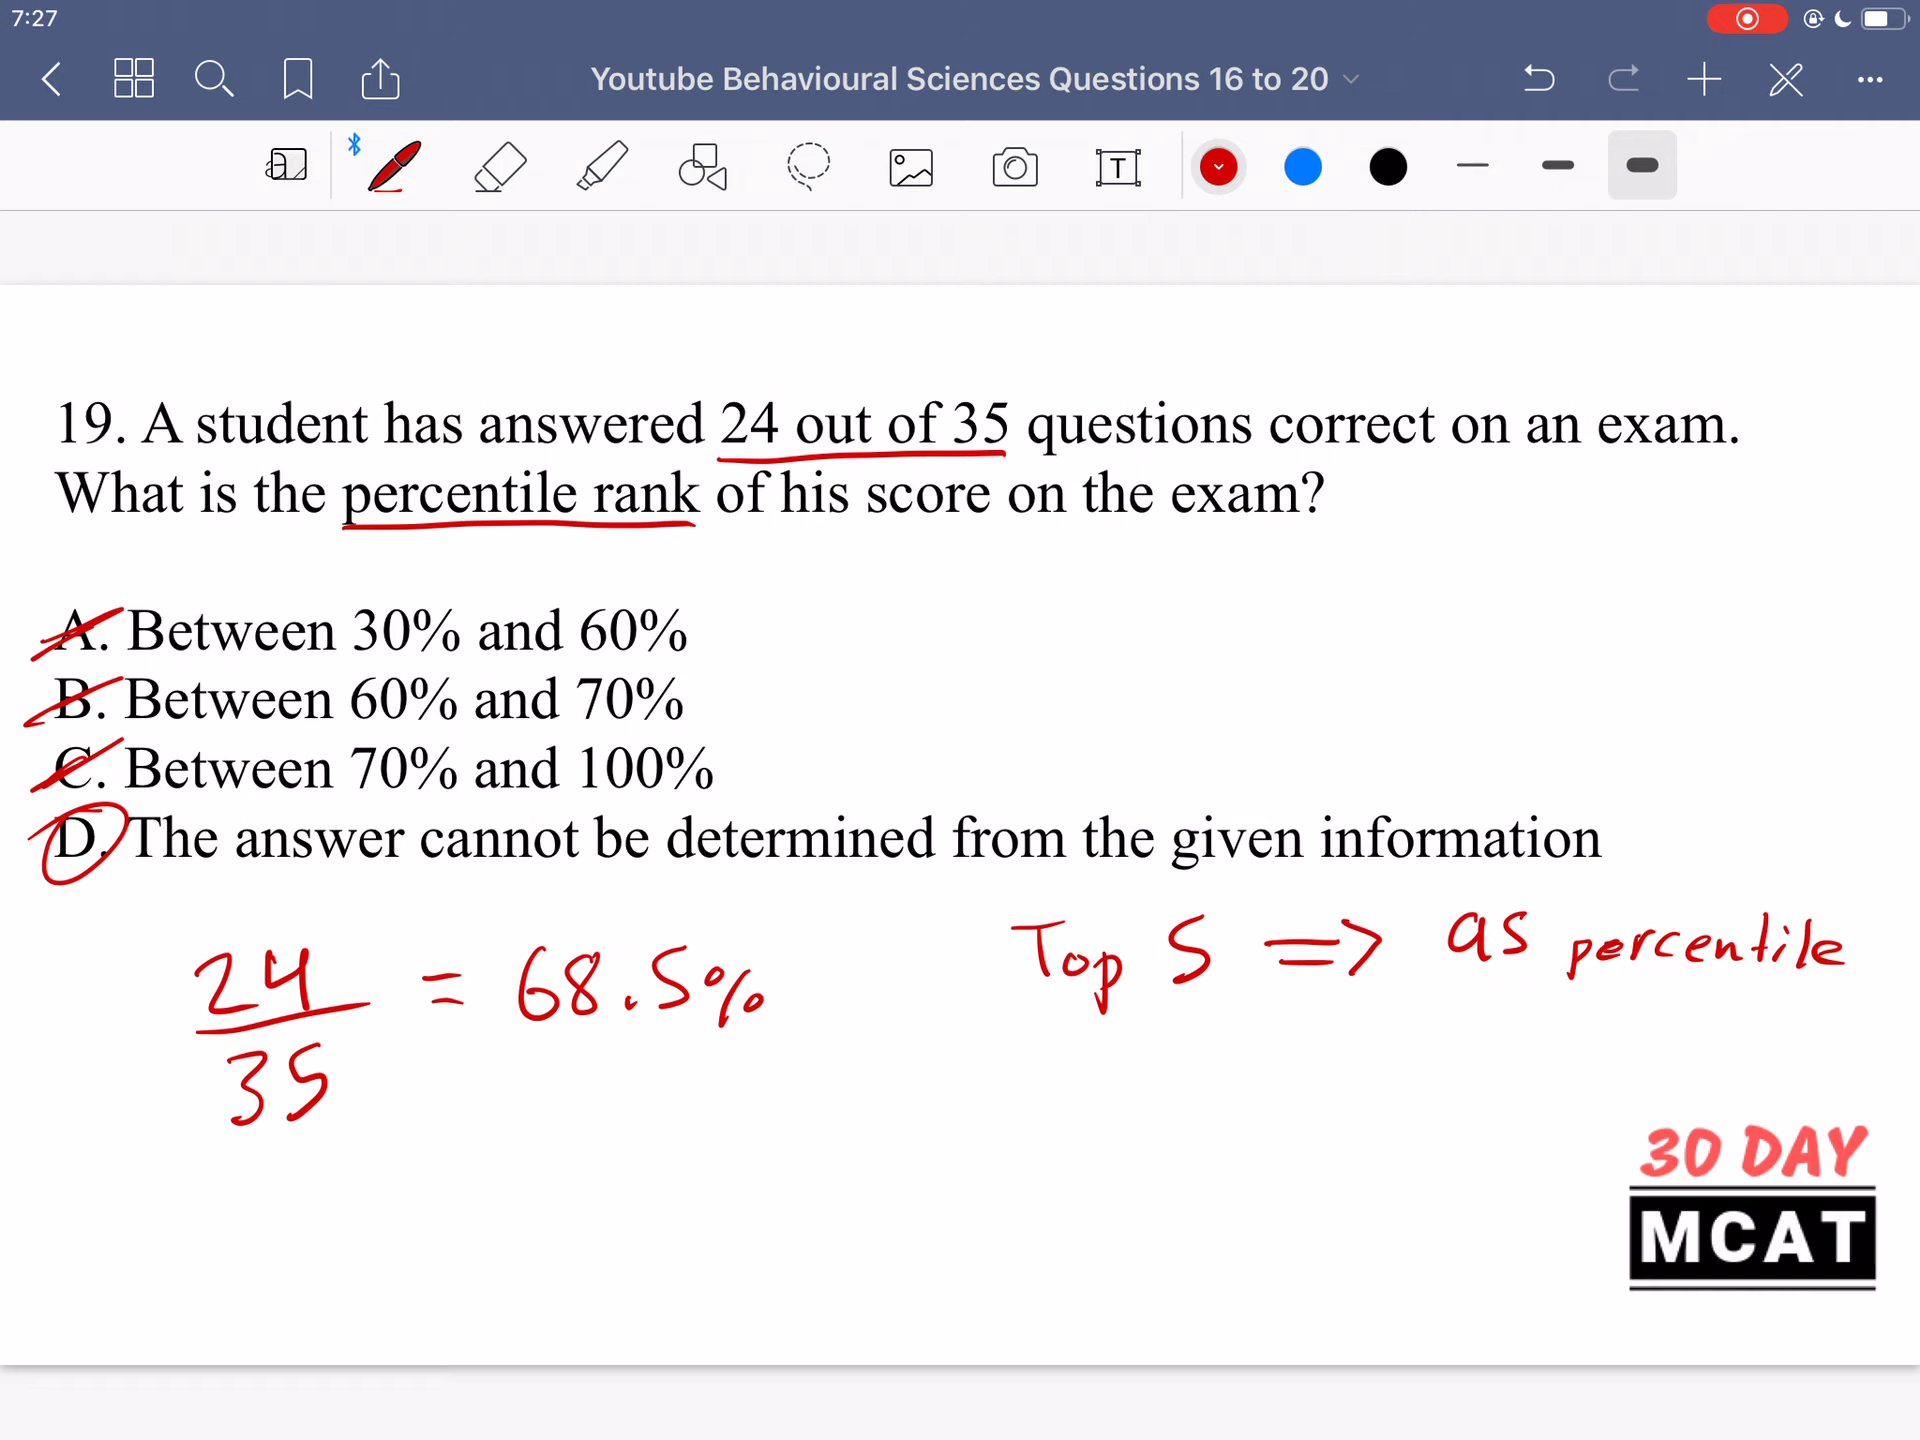 7:27
Youtube Behavioural Sciences Questions 16 to 20
19. A student has answered 24 out of 35 questions correct on an exam.
What is the percentile rank of his score on the exam?
A. Between 30% and 60%
B. Between 60% and 70%
C. Between 70% and 100%
D. The answer cannot be determined from the given information
Top 5 => 95 percentile
24
= 68.5%
35
30 DAY
MCAT